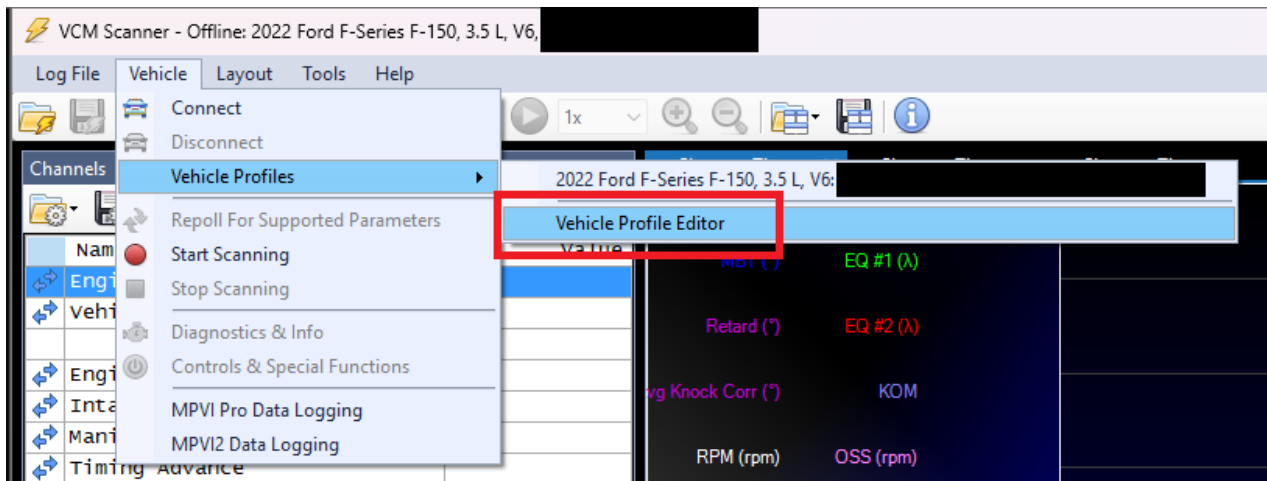 VCM Scanner - Offline: 2022 Ford F-Series F-150, 3.5 L, V6,
Log File Vehicle Layout Tools Help
Connect
1x
Disconnect
Channels
Vehicle Profiles
2022 Ford F-Series F-150, 3.5 L, V6:
Repoll For Supported Parameters
Vehicle Profile Editor
Nam
Start Scanning
Value
MBT (°)
EQ #1 (λ)
Engi
Stop Scanning
Vehi
Diagnostics & Info
Retard (°)
EQ #2 (λ)
Engi
Controls & Special Functions
Inta
MPVI Pro Data Logging
vg Knock Corr (°)
KOM
Mani
MPVI2 Data Logging
RPM (rpm)
OSS (rpm)
Timing Advance